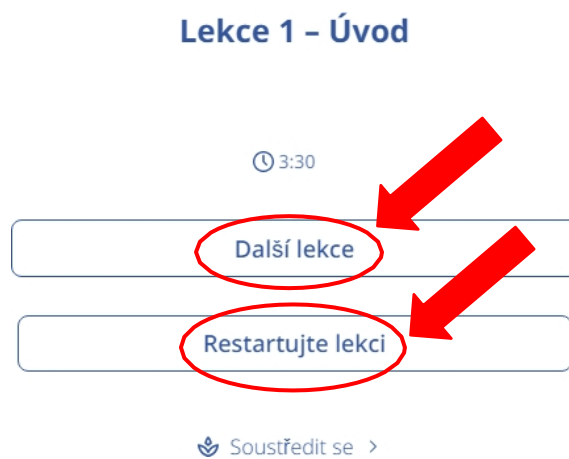 Lekce 1 – Úvod
3:30
Další lekce
Restartujte lekci
Soustředit se >